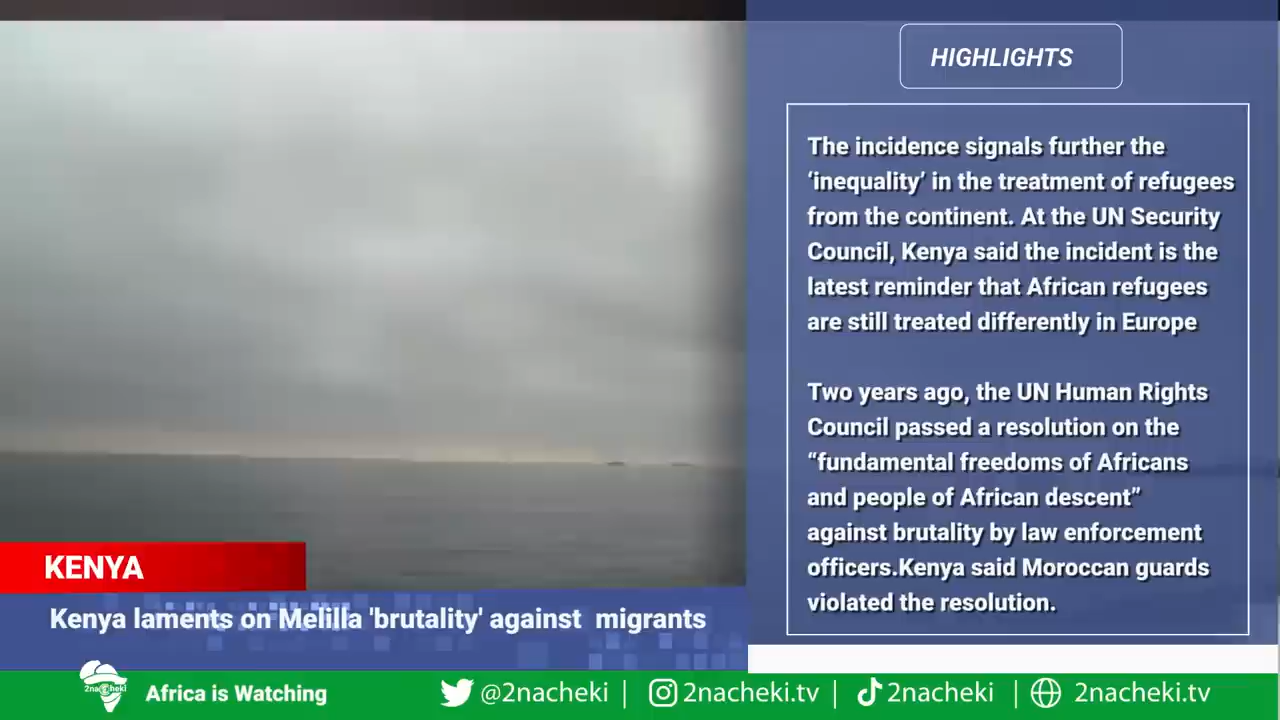 HIGHLIGHTS
The incidence signals further the
‘inequality’ in the treatment of refugees
from the continent. At the UN Security
Council, Kenya said the incident is the
latest reminder that African refugees
are still treated differently in Europe
Two years ago, the UN Human Rights
Council passed a resolution on the
“fundamental freedoms of Africans
and people of African descent”
against brutality by law enforcement
officers.Kenya said Moroccan guards
violated the resolution.
KENYA
Kenya laments on Melilla 'brutality' against migrants
2nacheki
Africa is Watching
@2nacheki | 2nacheki.tv | 2nacheki | 2nacheki.tv